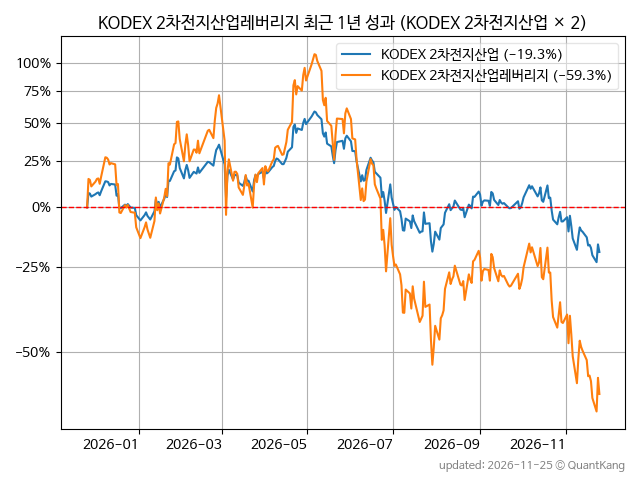 KODEX 2차전지산업레버리지 최근 1년 성과 (KODEX 2차전지산업 × 2)
KODEX 2차전지산업 (−19.3%)
KODEX 2차전지산업레버리지 (−59.3%)
100%
75%
50%
25%
0%
−25%
−50%
2026-01 2026-03 2026-05 2026-07 2026-09 2026-11
updated: 2026-11-25 © QuantKang